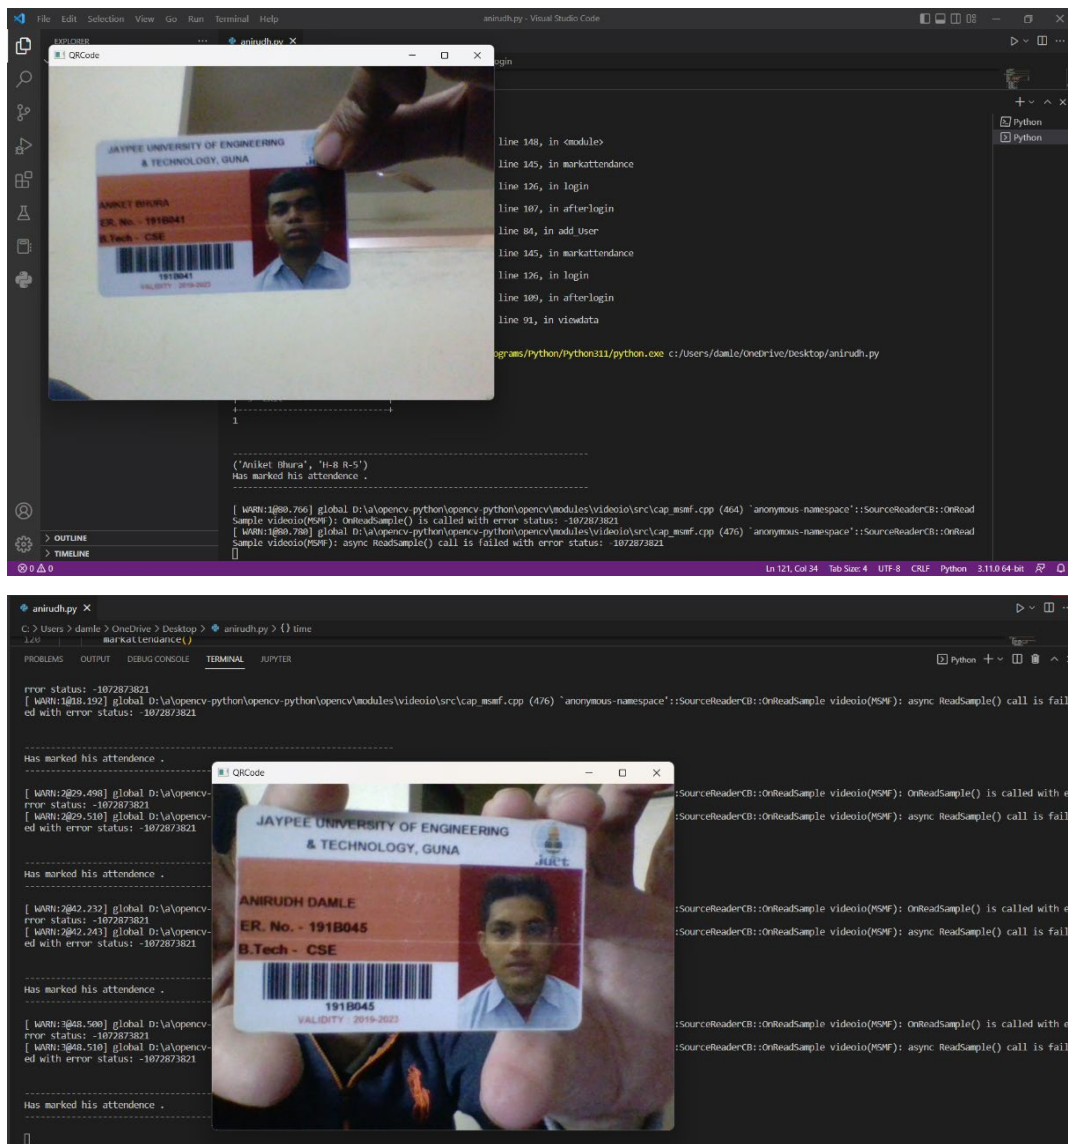 File Edit Selection View Go Run Terminal Help
anirudh.py - Visual Studio Code
EXPLORER
anirudh.py
QRCode
JAYPEE UNIVERSITY OF ENGINEERING
& TECHNOLOGY, GUNA
ANIKET BHURA
ER. No. - 191B041
B.Tech - CSE
191B041
VALIDITY : 2019-2023
Python
Python
line 148, in <module>
line 145, in markattendance
line 126, in login
line 107, in afterlogin
line 84, in add_User
line 145, in markattendance
line 126, in login
line 109, in afterlogin
line 91, in viewdata
ograms/Python/Python311/python.exe c:/Users/damle/OneDrive/Desktop/anirudh.py
+------------------------------+
1
----------------------------------------------------------------------
('Aniket Bhura', 'H-8 R-5')
Has marked his attendence .
----------------------------------------------------------------------
[ WARN:1@80.766] global D:\a\opencv-python\opencv-python\opencv\modules\videoio\src\cap_msmf.cpp (464) `anonymous-namespace'::SourceReaderCB::OnRead
Sample videoio(MSMF): OnReadSample() is called with error status: -1072873821
[ WARN:1@80.780] global D:\a\opencv-python\opencv-python\opencv\modules\videoio\src\cap_msmf.cpp (476) `anonymous-namespace'::SourceReaderCB::OnRead
Sample videoio(MSMF): async ReadSample() call is failed with error status: -1072873821
OUTLINE
TIMELINE
0 0
Ln 121, Col 34 Tab Size: 4 UTF-8 CRLF Python 3.11.0 64-bit
anirudh.py
C: > Users > damle > OneDrive > Desktop > anirudh.py > {} time
120 markattendance()
PROBLEMS OUTPUT DEBUG CONSOLE TERMINAL JUPYTER
Python
rror status: -1072873821
[ WARN:1@18.192] global D:\a\opencv-python\opencv-python\opencv\modules\videoio\src\cap_msmf.cpp (476) `anonymous-namespace'::SourceReaderCB::OnReadSample videoio(MSMF): async ReadSample() call is fail
ed with error status: -1072873821
----------------------------------------------------------------------
Has marked his attendence .
[ WARN:2@29.498] global D:\a\opencv- :SourceReaderCB::OnReadSample videoio(MSMF): OnReadSample() is called with e
rror status: -1072873821
[ WARN:2@29.510] global D:\a\opencv- :SourceReaderCB::OnReadSample videoio(MSMF): async ReadSample() call is fail
ed with error status: -1072873821
Has marked his attendence .
[ WARN:2@42.232] global D:\a\opencv- :SourceReaderCB::OnReadSample videoio(MSMF): OnReadSample() is called with e
rror status: -1072873821
[ WARN:2@42.243] global D:\a\opencv- :SourceReaderCB::OnReadSample videoio(MSMF): async ReadSample() call is fail
ed with error status: -1072873821
Has marked his attendence .
[ WARN:3@48.500] global D:\a\opencv- :SourceReaderCB::OnReadSample videoio(MSMF): OnReadSample() is called with e
rror status: -1072873821
[ WARN:3@48.510] global D:\a\opencv- :SourceReaderCB::OnReadSample videoio(MSMF): async ReadSample() call is fail
ed with error status: -1072873821
Has marked his attendence .
QRCode
JAYPEE UNIVERSITY OF ENGINEERING
& TECHNOLOGY, GUNA
juet
ANIRUDH DAMLE
ER. No. - 191B045
B.Tech - CSE
191B045
VALIDITY : 2019-2023